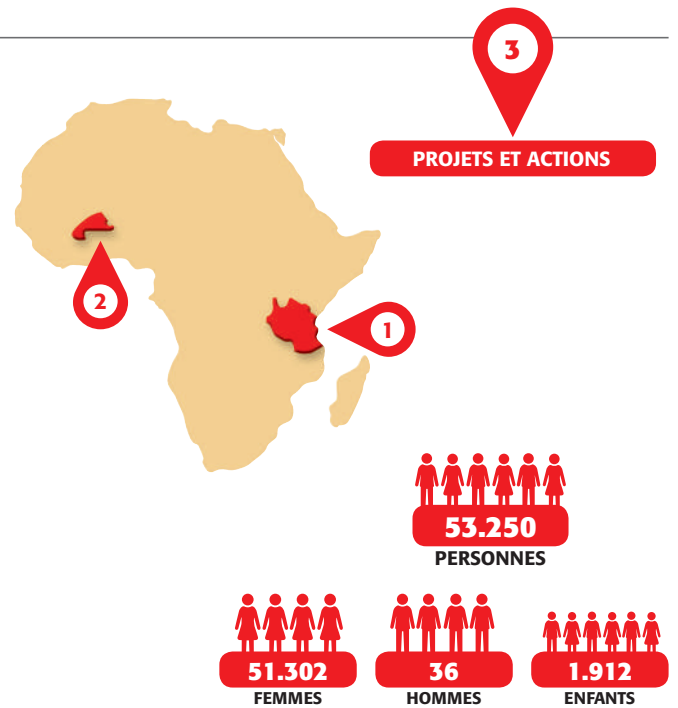 3
PROJETS ET ACTIONS
2
1
53.250
PERSONNES
51.302
FEMMES
36
HOMMES
1.912
ENFANTS